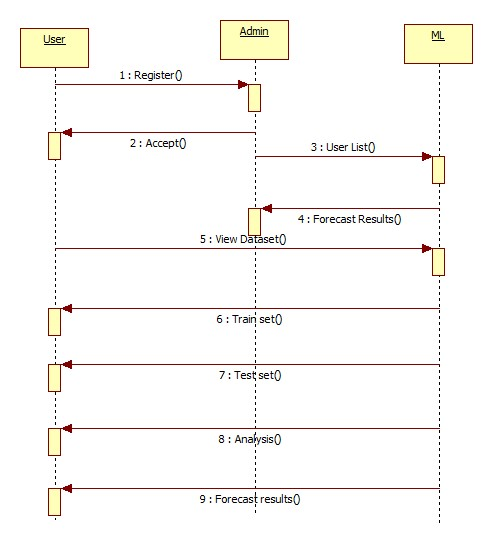 User
Admin
ML
1 : Register()
2 : Accept()
3 : User List()
4 : Forecast Results()
5 : View Dataset()
6 : Train set()
7 : Test set()
8 : Analysis()
9 : Forecast results()